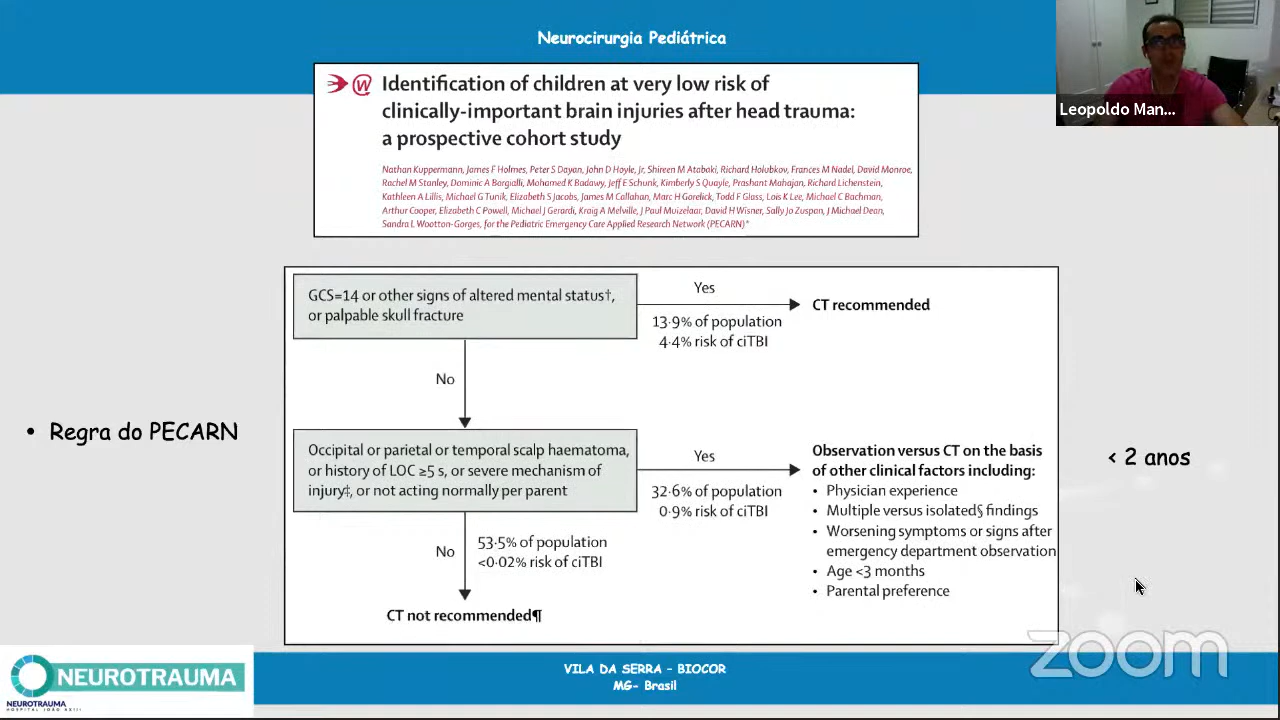 Neurocirurgia Pediátrica
Leopoldo Man...
Identification of children at very low risk of
clinically-important brain injuries after head trauma:
a prospective cohort study
Nathan Kuppermann, James F Holmes, Peter S Dayan, John D Hoyle, Jr, Shireen M Atabaki, Richard Holubkov, Frances M Nadel, David Monroe,
Rachel M Stanley, Dominic A Borgialli, Mohamed K Badawy, Jeff E Schunk, Kimberly S Quayle, Prashant Mahajan, Richard Lichenstein,
Kathleen A Lillis, Michael G Tunik, Elizabeth S Jacobs, James M Callahan, Marc H Gorelick, Todd F Glass, Lois K Lee, Michael C Bachman,
Arthur Cooper, Elizabeth C Powell, Michael J Gerardi, Kraig A Melville, J Paul Muizelaar, David H Wisner, Sally Jo Zuspan, J Michael Dean,
Sandra L Wootton-Gorges, for the Pediatric Emergency Care Applied Research Network (PECARN)*
GCS=14 or other signs of altered mental status†,
or palpable skull fracture
Yes
13·9% of population
4·4% risk of ciTBI
CT recommended
No
• Regra do PECARN
Occipital or parietal or temporal scalp haematoma,
or history of LOC ≥5 s, or severe mechanism of
injury‡, or not acting normally per parent
Yes
32·6% of population
0·9% risk of ciTBI
Observation versus CT on the basis
of other clinical factors including:
• Physician experience
• Multiple versus isolated§ findings
• Worsening symptoms or signs after
emergency department observation
• Age <3 months
• Parental preference
< 2 anos
No
53·5% of population
<0·02% risk of ciTBI
CT not recommended¶
zoom
NEUROTRAUMA
NEUROTRAUMA
HOSPITAL JOÃO XXIII
VILA DA SERRA – BIOCOR
MG- Brasil